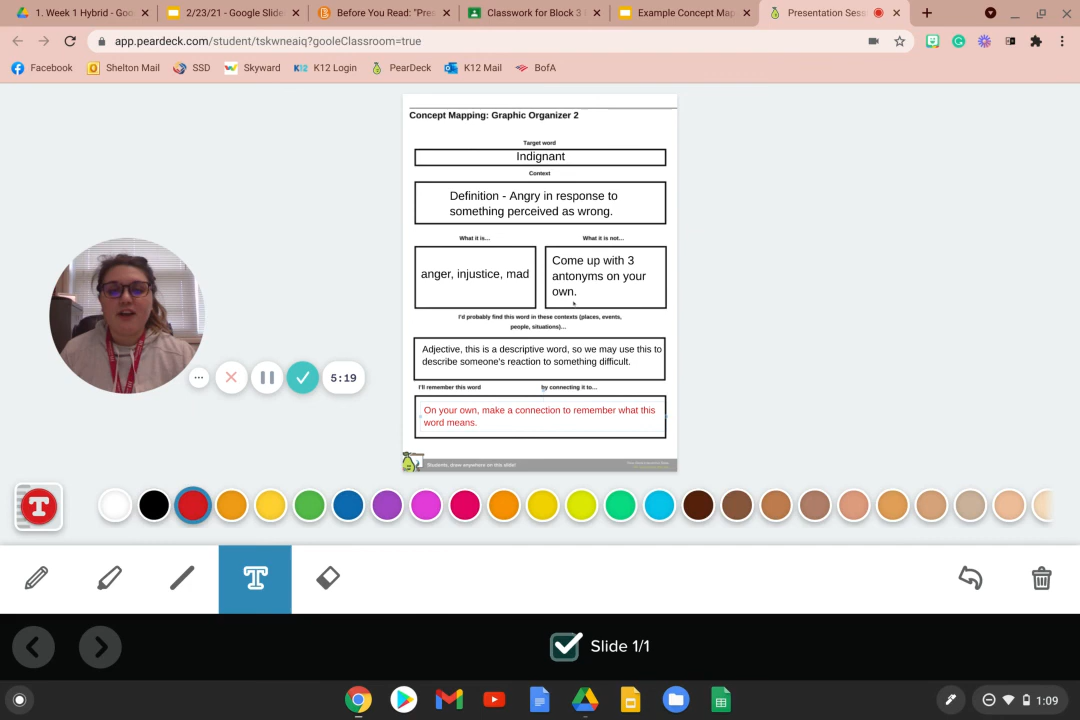 1. Week 1 Hybrid - Goo
2/23/21 - Google Slide
Before You Read: "Pres
Classwork for Block 3
Example Concept Map
Presentation Sess
app.peardeck.com/student/tskwneaiq?gooleClassroom=true
Facebook
Shelton Mail
SSD
Skyward
K12 Login
PearDeck
K12 Mail
BofA
Concept Mapping: Graphic Organizer 2
Target word
Indignant
Context
Definition - Angry in response to
something perceived as wrong.
What it is...
What it is not...
anger, injustice, mad
Come up with 3
antonyms on your
own.
I'd probably find this word in these contexts (places, events,
people, situations)...
Adjective, this is a descriptive word, so we may use this to
describe someone's reaction to something difficult.
I'll remember this word
by connecting it to...
On your own, make a connection to remember what this
word means.
Students, draw anywhere on this slide!
5:19
Slide 1/1
1:09